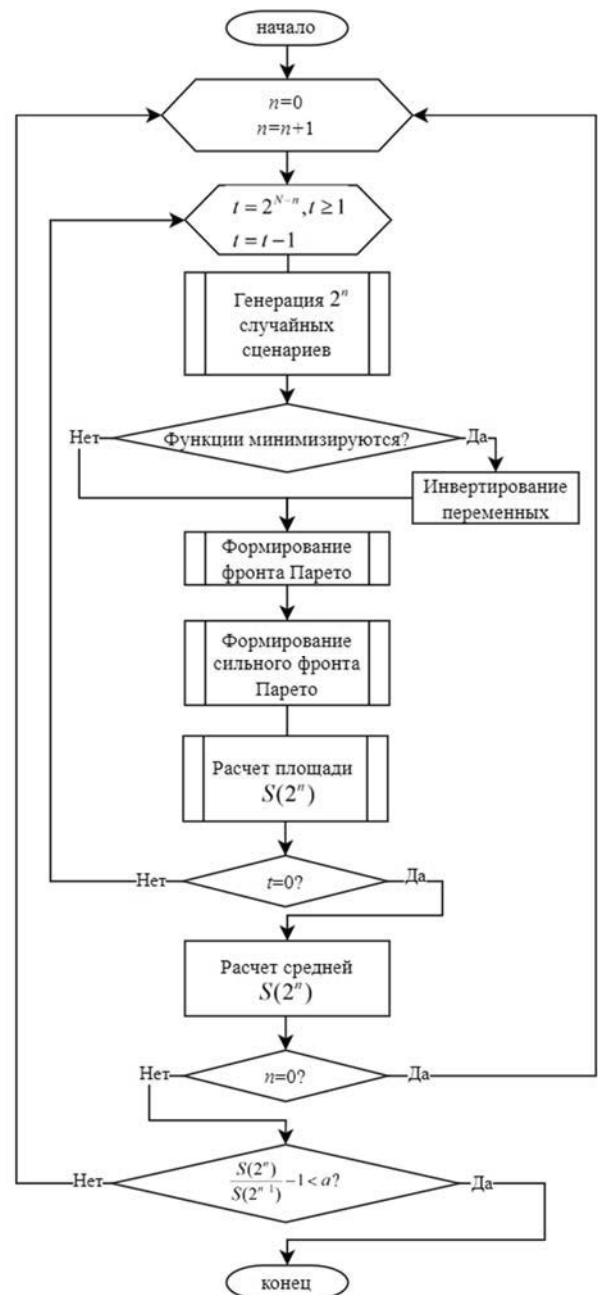 начало
n=0
n=n+1
t = 2^{N-n}, t ≥ 1
t = t − 1
Генерация 2^n
случайных
сценариев
Нет
Функции минимизируются?
Да
Инвертирование
переменных
Формирование
фронта Парето
Формирование
сильного фронта
Парето
Расчет площади
S(2^n)
Нет
t=0?
Да
Расчет средней
S(2^n)
Нет
n=0?
Да
Нет
S(2^n)/S(2^{n-1}) − 1 < a?
Да
конец